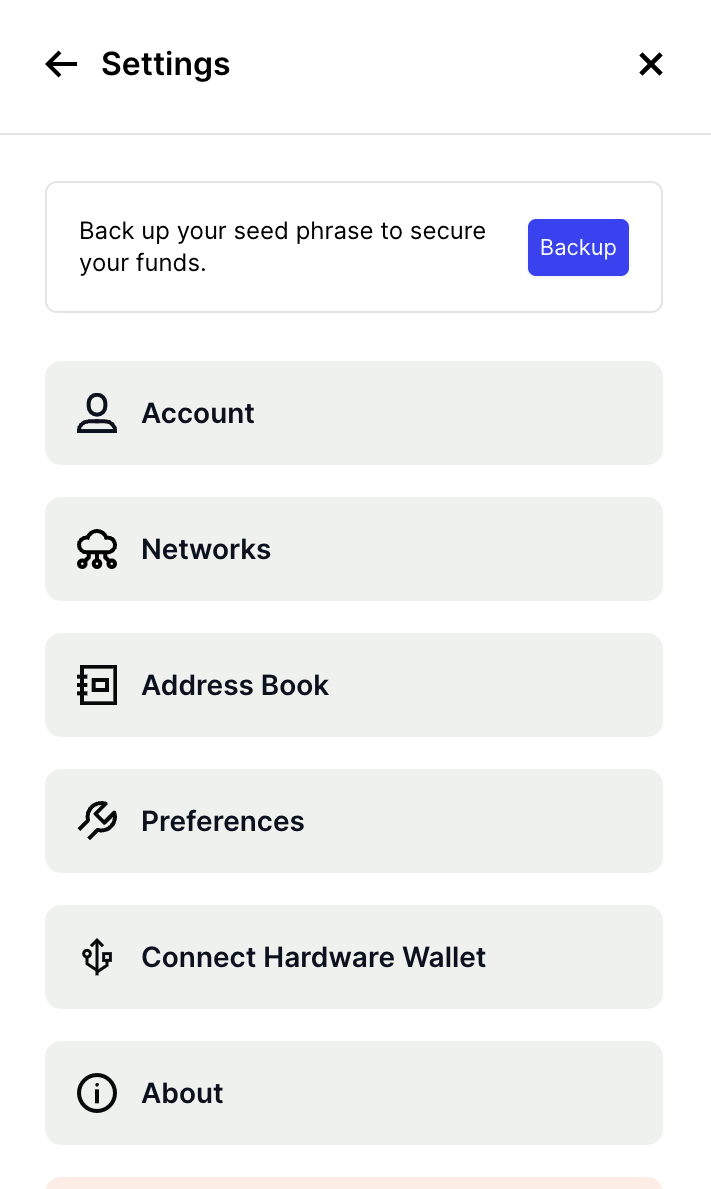 Settings
Back up your seed phrase to secure
your funds.
Backup
Account
Networks
Address Book
Preferences
Connect Hardware Wallet
About